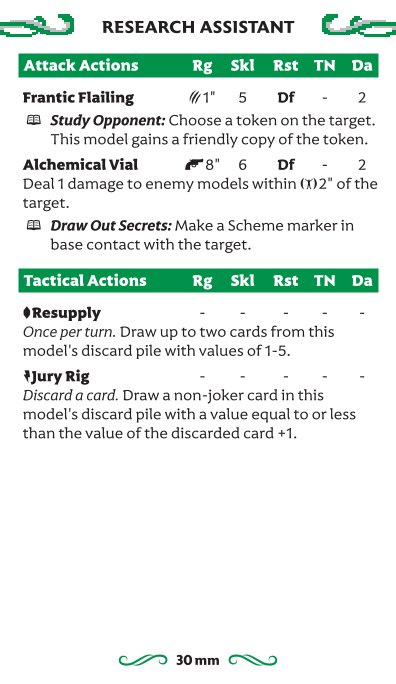 RESEARCH ASSISTANT
Attack Actions Rg Skl Rst TN Da
Frantic Flailing 1" 5 Df - 2
Study Opponent: Choose a token on the target.
This model gains a friendly copy of the token.
Alchemical Vial 8" 6 Df - 2
Deal 1 damage to enemy models within 2" of the
target.
Draw Out Secrets: Make a Scheme marker in
base contact with the target.
Tactical Actions Rg Skl Rst TN Da
Resupply - - - - -
Once per turn. Draw up to two cards from this
model's discard pile with values of 1-5.
Jury Rig - - - - -
Discard a card. Draw a non-joker card in this
model's discard pile with a value equal to or less
than the value of the discarded card +1.
30 mm